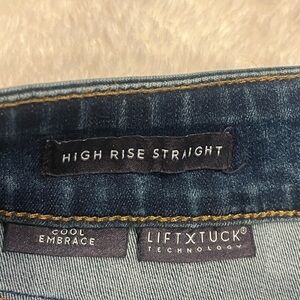 HIGH RISE STRAIGHT
COOL
EMBRACE
LIFTXTUCK®
TECHNOLOGY